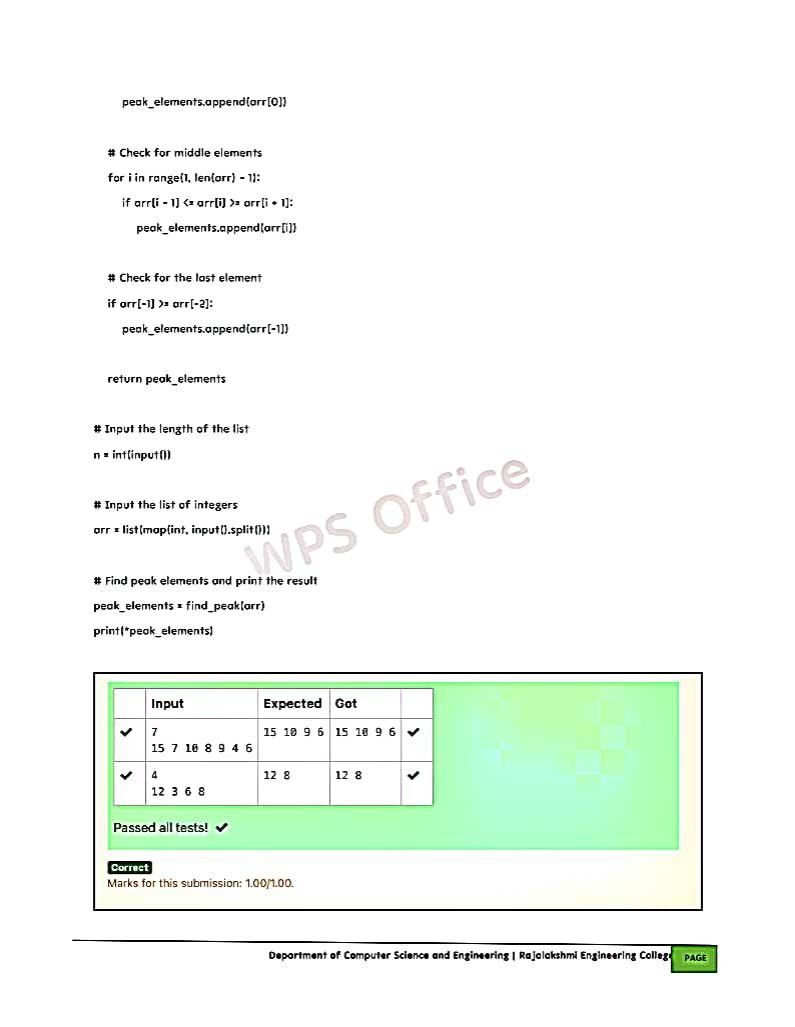 peak_elements.append(arr[0])
# Check for middle elements
for i in range(1, len(arr) - 1):
if arr[i - 1] <= arr[i] >= arr[i + 1]:
peak_elements.append(arr[i])
# Check for the last element
if arr[-1] >= arr[-2]:
peak_elements.append(arr[-1])
return peak_elements
# Input the length of the list
n = int(input())
# Input the list of integers
arr = list(map(int, input().split()))
WPS Office
# Find peak elements and print the result
peak_elements = find_peak(arr)
print(*peak_elements)
Input Expected Got
7 15 10 9 6 15 10 9 6
15 7 10 8 9 4 6
4 12 8 12 8
12 3 6 8
Passed all tests!
Correct
Marks for this submission: 1.00/1.00.
Department of Computer Science and Engineering | Rajalakshmi Engineering College PAGE